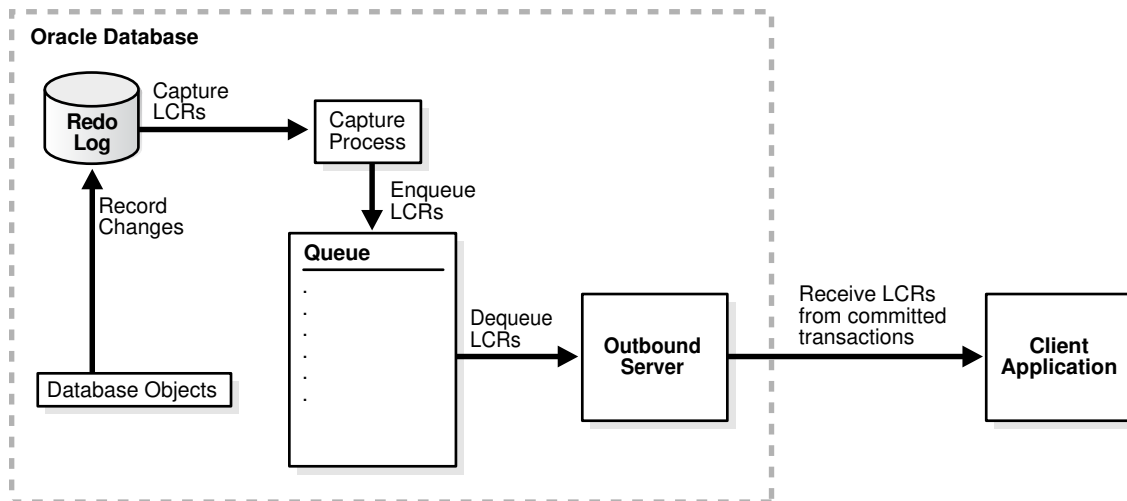 Oracle Database
Redo
Log
Capture
LCRs
Capture
Process
Record
Changes
Enqueue
LCRs
Queue
Database Objects
Dequeue
LCRs
Outbound
Server
Receive LCRs
from committed
transactions
Client
Application